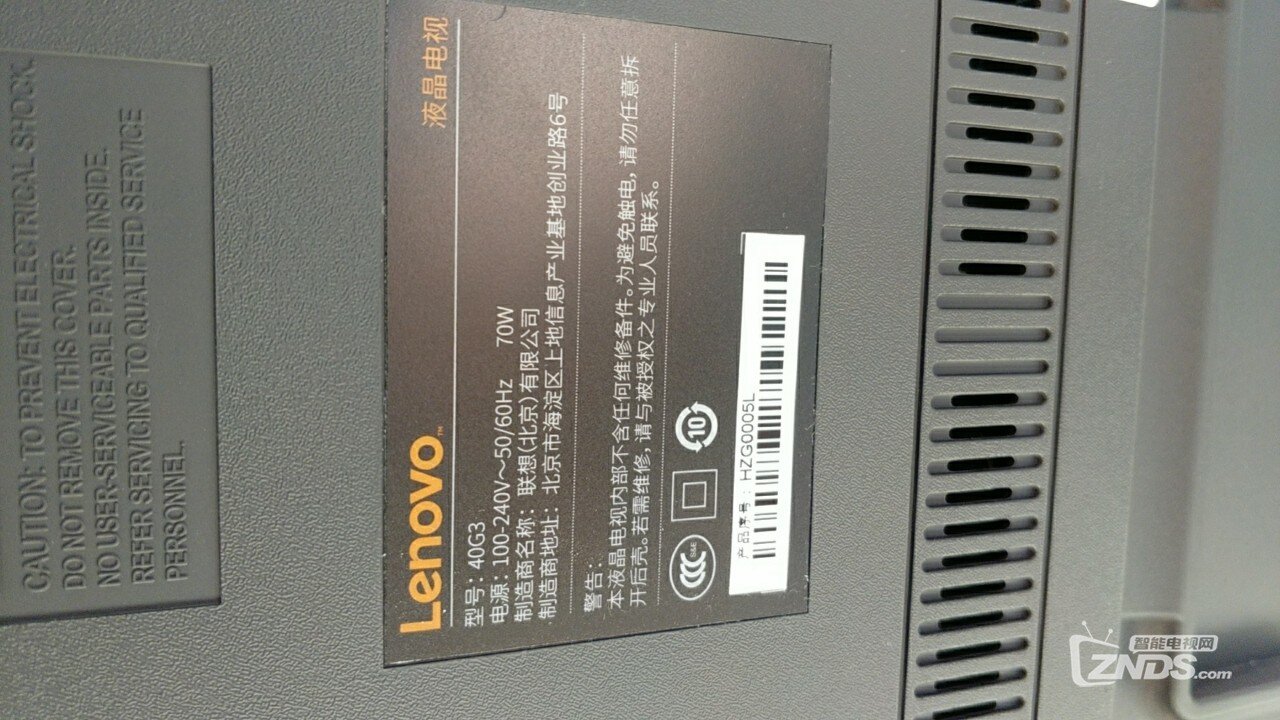 CAUTION: TO PREVENT ELECTRICAL SHOCK,
DO NOT REMOVE THIS COVER.
NO USER-SERVICEABLE PARTS INSIDE.
REFER SERVICING TO QUALIFIED SERVICE
PERSONNEL.
Lenovo™ 液晶电视
型号：40G3
电源：100-240V～50/60Hz 70W
制造商名称：联想(北京)有限公司
制造商地址：北京市海淀区上地信息产业基地创业路6号
警告：
本液晶电视内部不含任何维修备件。为避免触电，请勿任意拆
开后壳。若需维修，请与被授权之专业人员联系。
CCC S&E 10
产品序号：HZG0005L
智能电视网
ZNDS.com